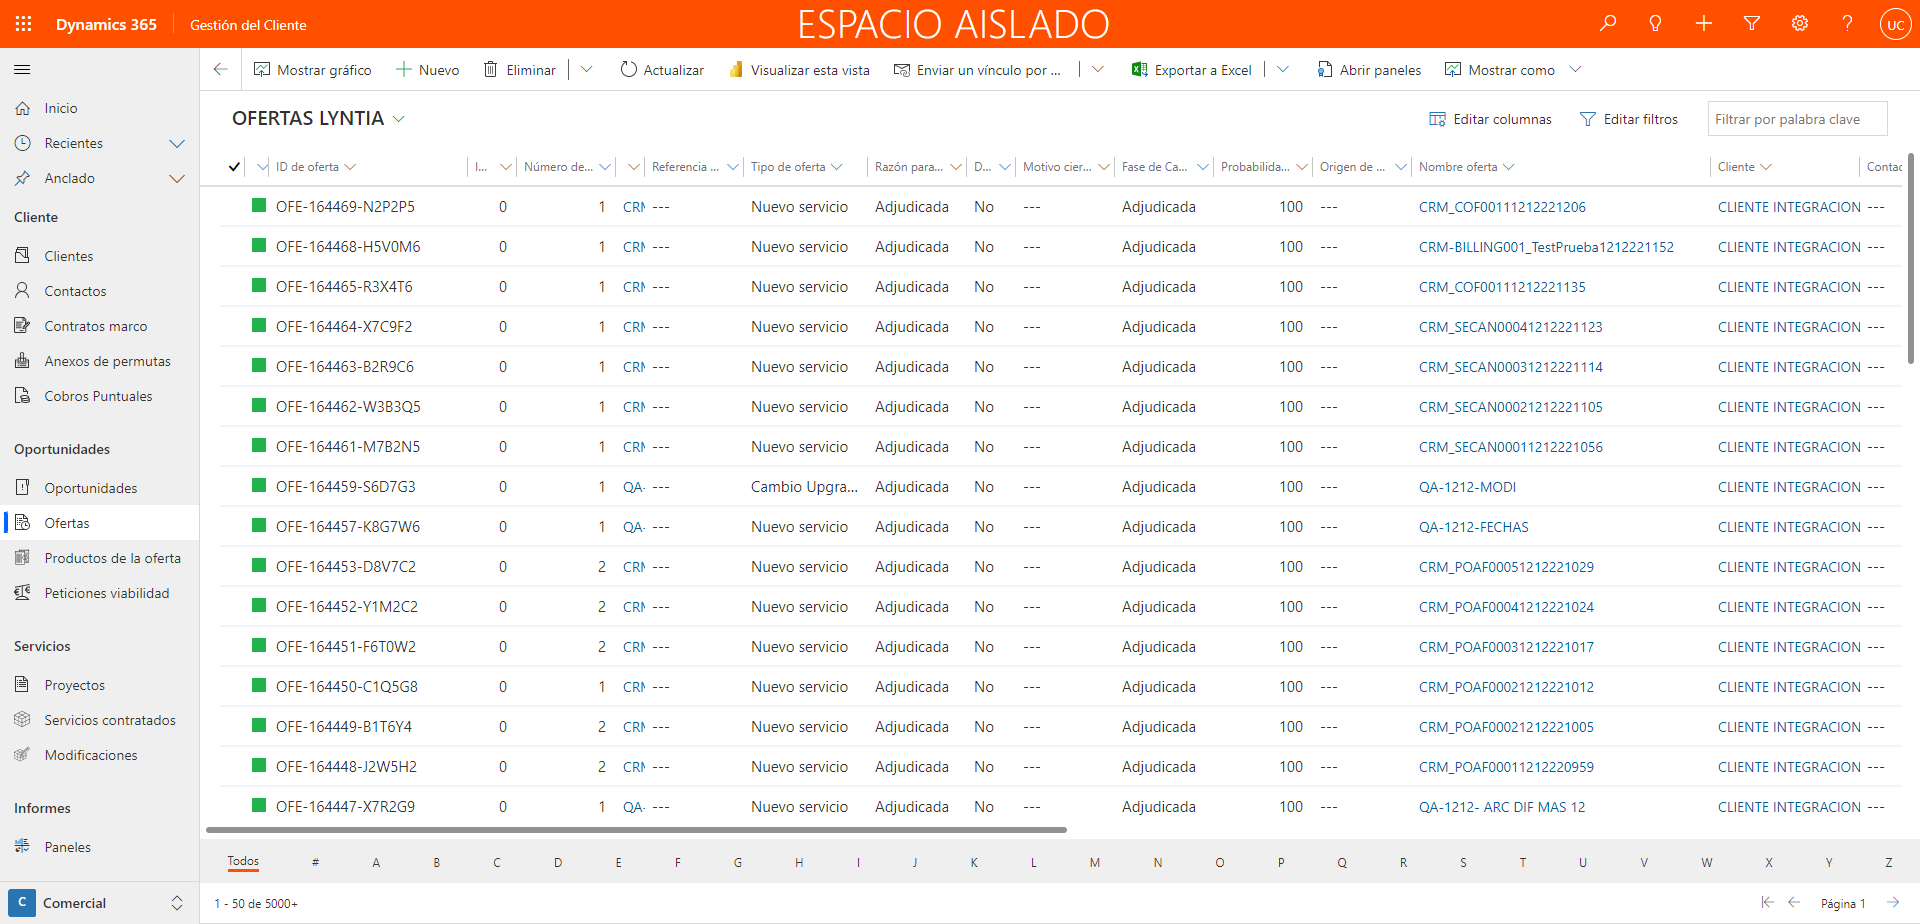 Dynamics 365 Gestión del Cliente ESPACIO AISLADO UC
Mostrar gráfico Nuevo Eliminar Actualizar Visualizar esta vista Enviar un vínculo por ... Exportar a Excel Abrir paneles Mostrar como
Inicio
Recientes
Anclado
Cliente
Clientes
Contactos
Contratos marco
Anexos de permutas
Cobros Puntuales
Oportunidades
Oportunidades
Ofertas
Productos de la oferta
Peticiones viabilidad
Servicios
Proyectos
Servicios contratados
Modificaciones
Informes
Paneles
C Comercial
OFERTAS LYNTIA Editar columnas Editar filtros Filtrar por palabra clave
ID de oferta I... Número de... Referencia ... Tipo de oferta Razón para... D... Motivo cier... Fase de Ca... Probabilida... Origen de ... Nombre oferta Cliente Contac
OFE-164469-N2P2P5 0 1 CRM --- Nuevo servicio Adjudicada No --- Adjudicada 100 --- CRM_COF00111212221206 CLIENTE INTEGRACION ---
OFE-164468-H5V0M6 0 1 CRM --- Nuevo servicio Adjudicada No --- Adjudicada 100 --- CRM-BILLING001_TestPrueba1212221152 CLIENTE INTEGRACION ---
OFE-164465-R3X4T6 0 1 CRM --- Nuevo servicio Adjudicada No --- Adjudicada 100 --- CRM_COF00111212221135 CLIENTE INTEGRACION ---
OFE-164464-X7C9F2 0 1 CRM --- Nuevo servicio Adjudicada No --- Adjudicada 100 --- CRM_SECAN00041212221123 CLIENTE INTEGRACION ---
OFE-164463-B2R9C6 0 1 CRM --- Nuevo servicio Adjudicada No --- Adjudicada 100 --- CRM_SECAN00031212221114 CLIENTE INTEGRACION ---
OFE-164462-W3B3Q5 0 1 CRM --- Nuevo servicio Adjudicada No --- Adjudicada 100 --- CRM_SECAN00021212221105 CLIENTE INTEGRACION ---
OFE-164461-M7B2N5 0 1 CRM --- Nuevo servicio Adjudicada No --- Adjudicada 100 --- CRM_SECAN00011212221056 CLIENTE INTEGRACION ---
OFE-164459-S6D7G3 0 1 QA- --- Cambio Upgra... Adjudicada No --- Adjudicada 100 --- QA-1212-MODI CLIENTE INTEGRACION ---
OFE-164457-K8G7W6 0 1 QA- --- Nuevo servicio Adjudicada No --- Adjudicada 100 --- QA-1212-FECHAS CLIENTE INTEGRACION ---
OFE-164453-D8V7C2 0 2 CRM --- Nuevo servicio Adjudicada No --- Adjudicada 100 --- CRM_POAF00051212221029 CLIENTE INTEGRACION ---
OFE-164452-Y1M2C2 0 2 CRM --- Nuevo servicio Adjudicada No --- Adjudicada 100 --- CRM_POAF00041212221024 CLIENTE INTEGRACION ---
OFE-164451-F6T0W2 0 2 CRM --- Nuevo servicio Adjudicada No --- Adjudicada 100 --- CRM_POAF00031212221017 CLIENTE INTEGRACION ---
OFE-164450-C1Q5G8 0 1 CRM --- Nuevo servicio Adjudicada No --- Adjudicada 100 --- CRM_POAF00021212221012 CLIENTE INTEGRACION ---
OFE-164449-B1T6Y4 0 2 CRM --- Nuevo servicio Adjudicada No --- Adjudicada 100 --- CRM_POAF00021212221005 CLIENTE INTEGRACION ---
OFE-164448-J2W5H2 0 2 CRM --- Nuevo servicio Adjudicada No --- Adjudicada 100 --- CRM_POAF00011212220959 CLIENTE INTEGRACION ---
OFE-164447-X7R2G9 0 1 QA- --- Nuevo servicio Adjudicada No --- Adjudicada 100 --- QA-1212- ARC DIF MAS 12 CLIENTE INTEGRACION ---
Todos # A B C D E F G H I J K L M N O P Q R S T U V W X Y Z
1 - 50 de 5000+ Página 1